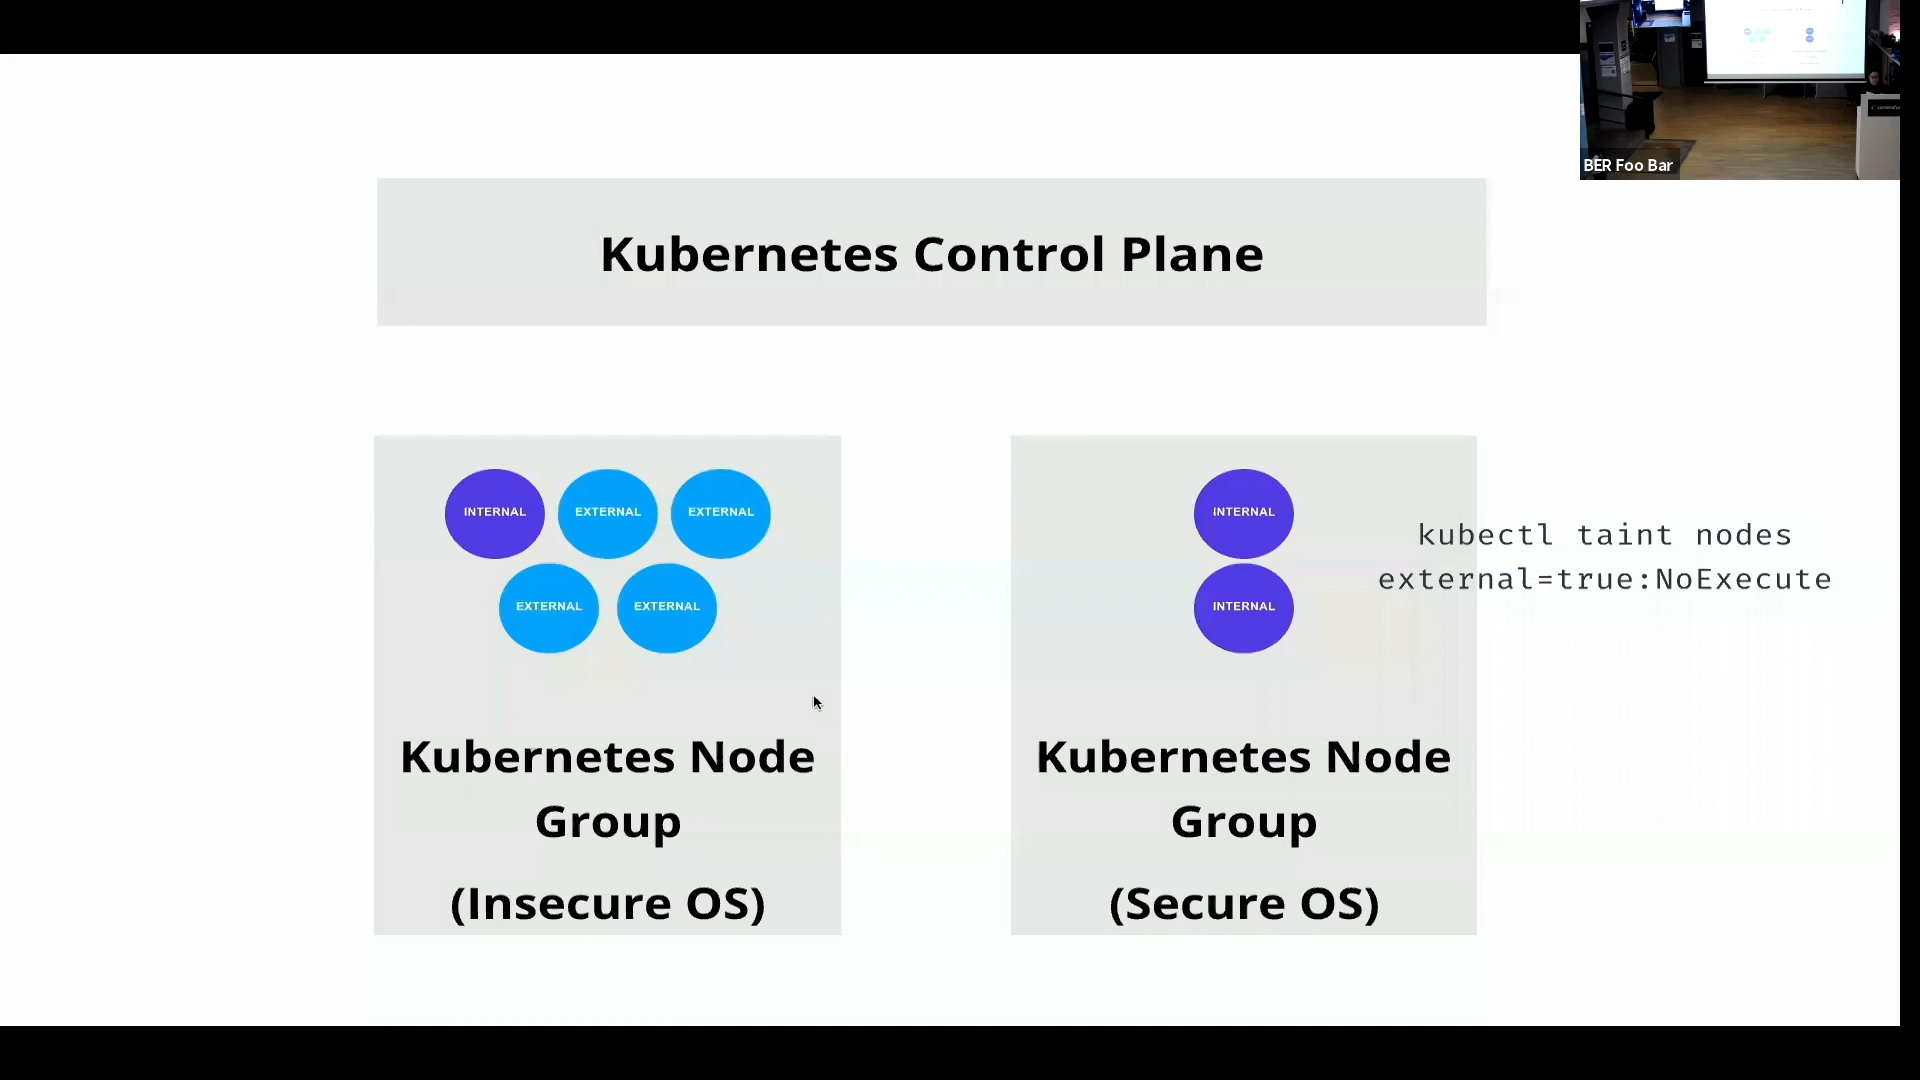 BER Foo Bar
Kubernetes Control Plane
INTERNAL
EXTERNAL
EXTERNAL
EXTERNAL
EXTERNAL
Kubernetes Node
Group
(Insecure OS)
INTERNAL
INTERNAL
Kubernetes Node
Group
(Secure OS)
kubectl taint nodes
external=true:NoExecute